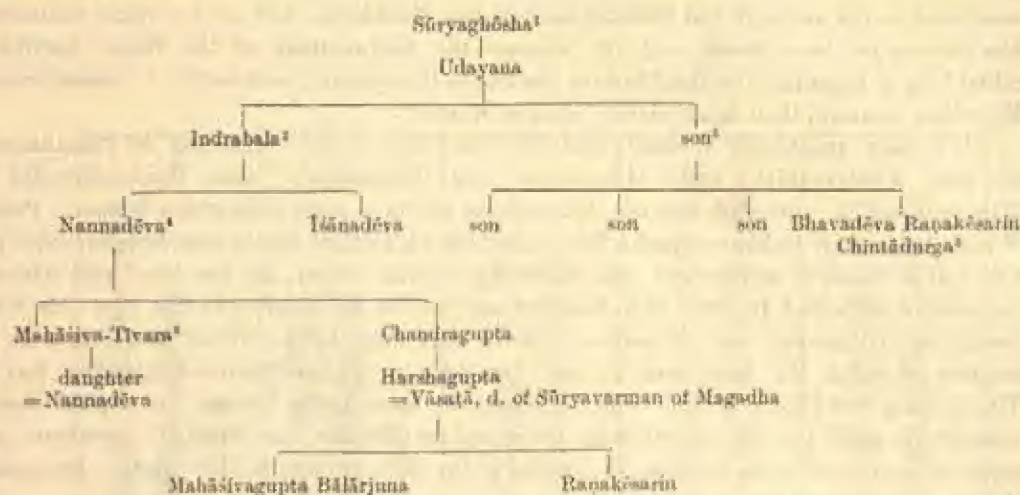 Sūryaghōsha¹
Udayana
Indrabala² son³
Nannadēva⁴ Īśānadēva son son son Bhavadēva Raṇakēsarin
Chintādurga⁵
Mahāśiva-Tīvara⁶ Chandragupta
daughter Harshagupta
=Nannadēva =Vāsaṭā, d. of Sūryavarman of Magadha
Mahāśivagupta Bālārjuna Raṇakēsarin